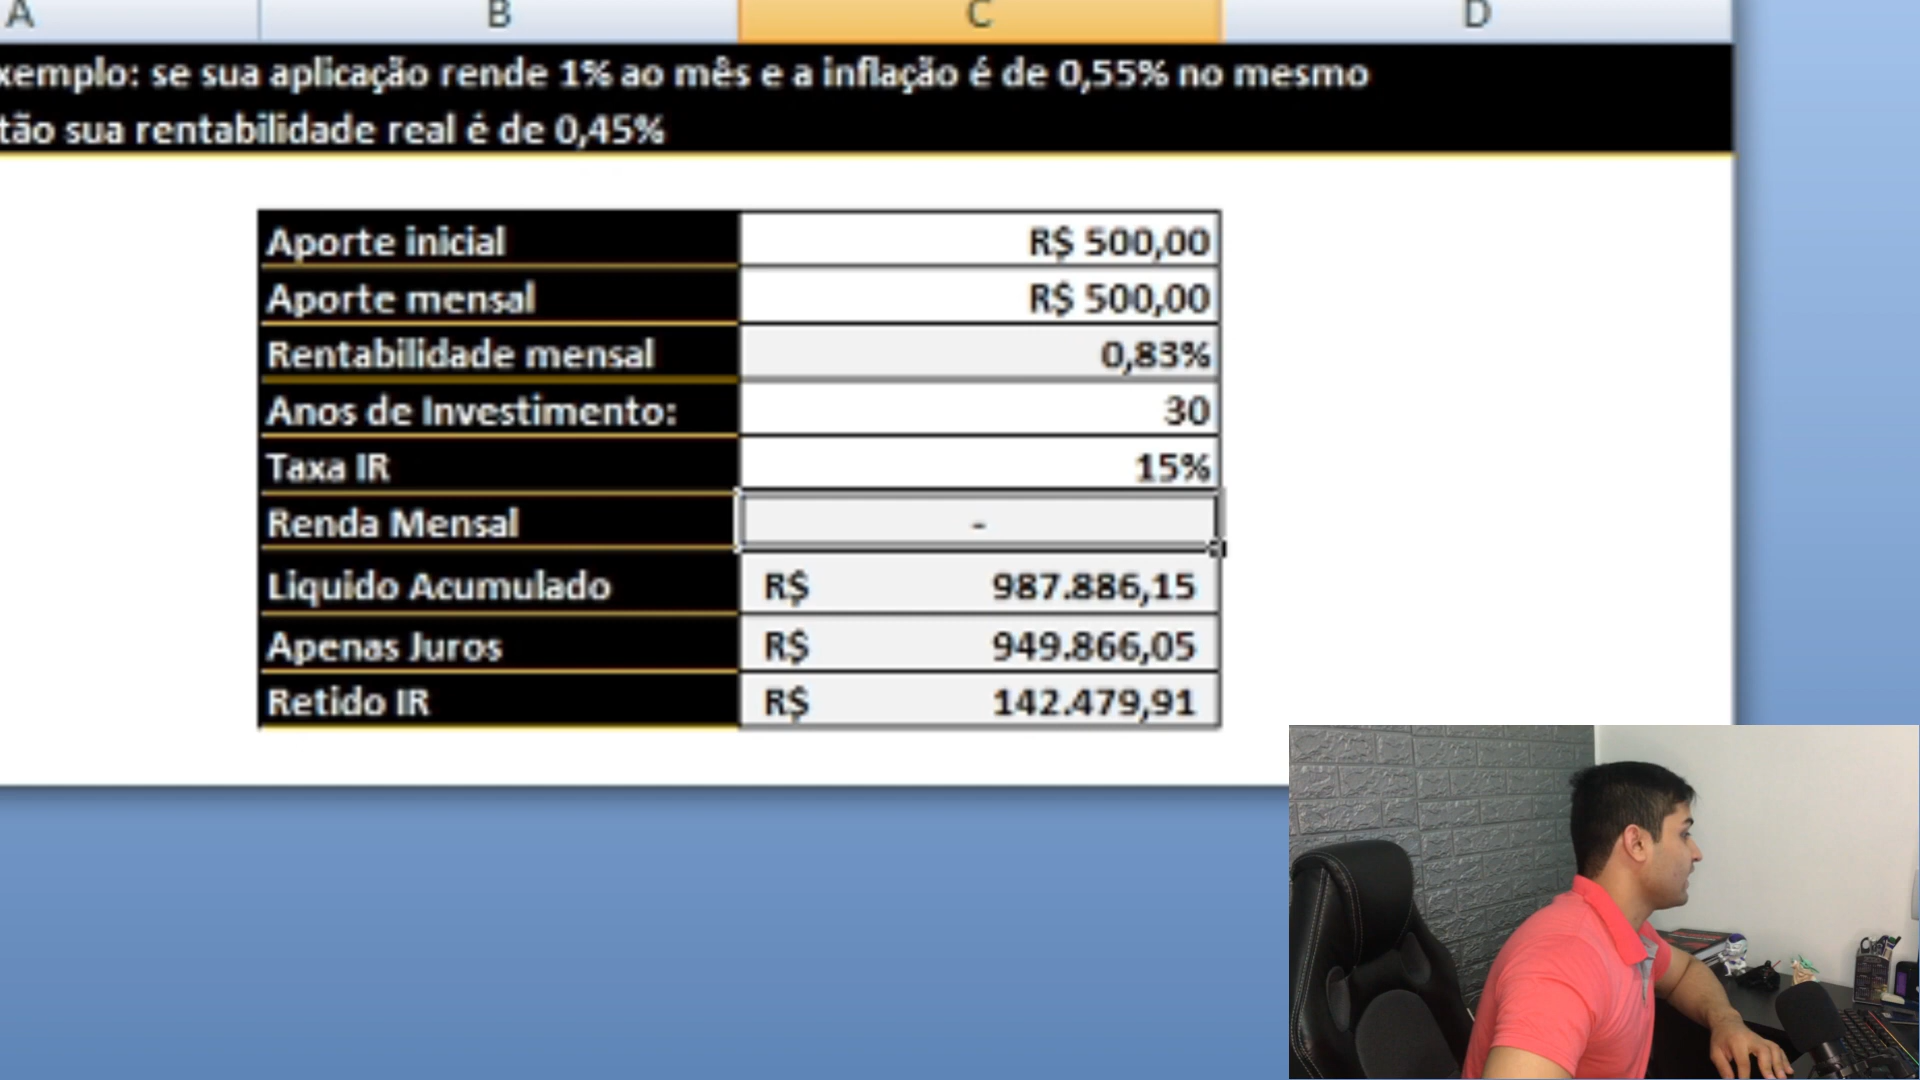 A B C D
xemplo: se sua aplicação rende 1% ao mês e a inflação é de 0,55% no mesmo
tão sua rentabilidade real é de 0,45%
Aporte inicial R$ 500,00
Aporte mensal R$ 500,00
Rentabilidade mensal 0,83%
Anos de Investimento: 30
Taxa IR 15%
Renda Mensal -
Liquido Acumulado R$ 987.886,15
Apenas Juros R$ 949.866,05
Retido IR R$ 142.479,91